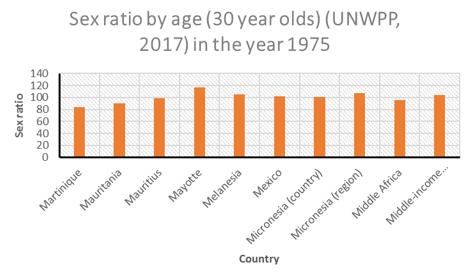 Sex ratio by age (30 year olds) (UNWPP,
2017) in the year 1975
140
120
100
80
60
40
20
0
Sex ratio
Martinique
Mauritania
Mauritius
Mayotte
Melanesia
Mexico
Micronesia (country)
Micronesia (region)
Middle Africa
Middle-income...
Country